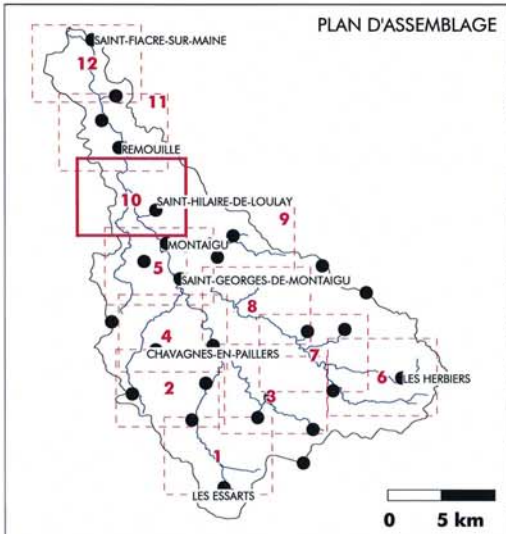 PLAN D'ASSEMBLAGE
SAINT-FIACRE-SUR-MAINE
12
11
REMOUILLE
10
SAINT-HILAIRE-DE-LOULAY
9
MONTAIGU
5
SAINT-GEORGES-DE-MONTAIGU
8
4
CHAVAGNES-EN-PAILLERS
7
6
LES HERBIERS
2
3
1
LES ESSARTS
0 5 km